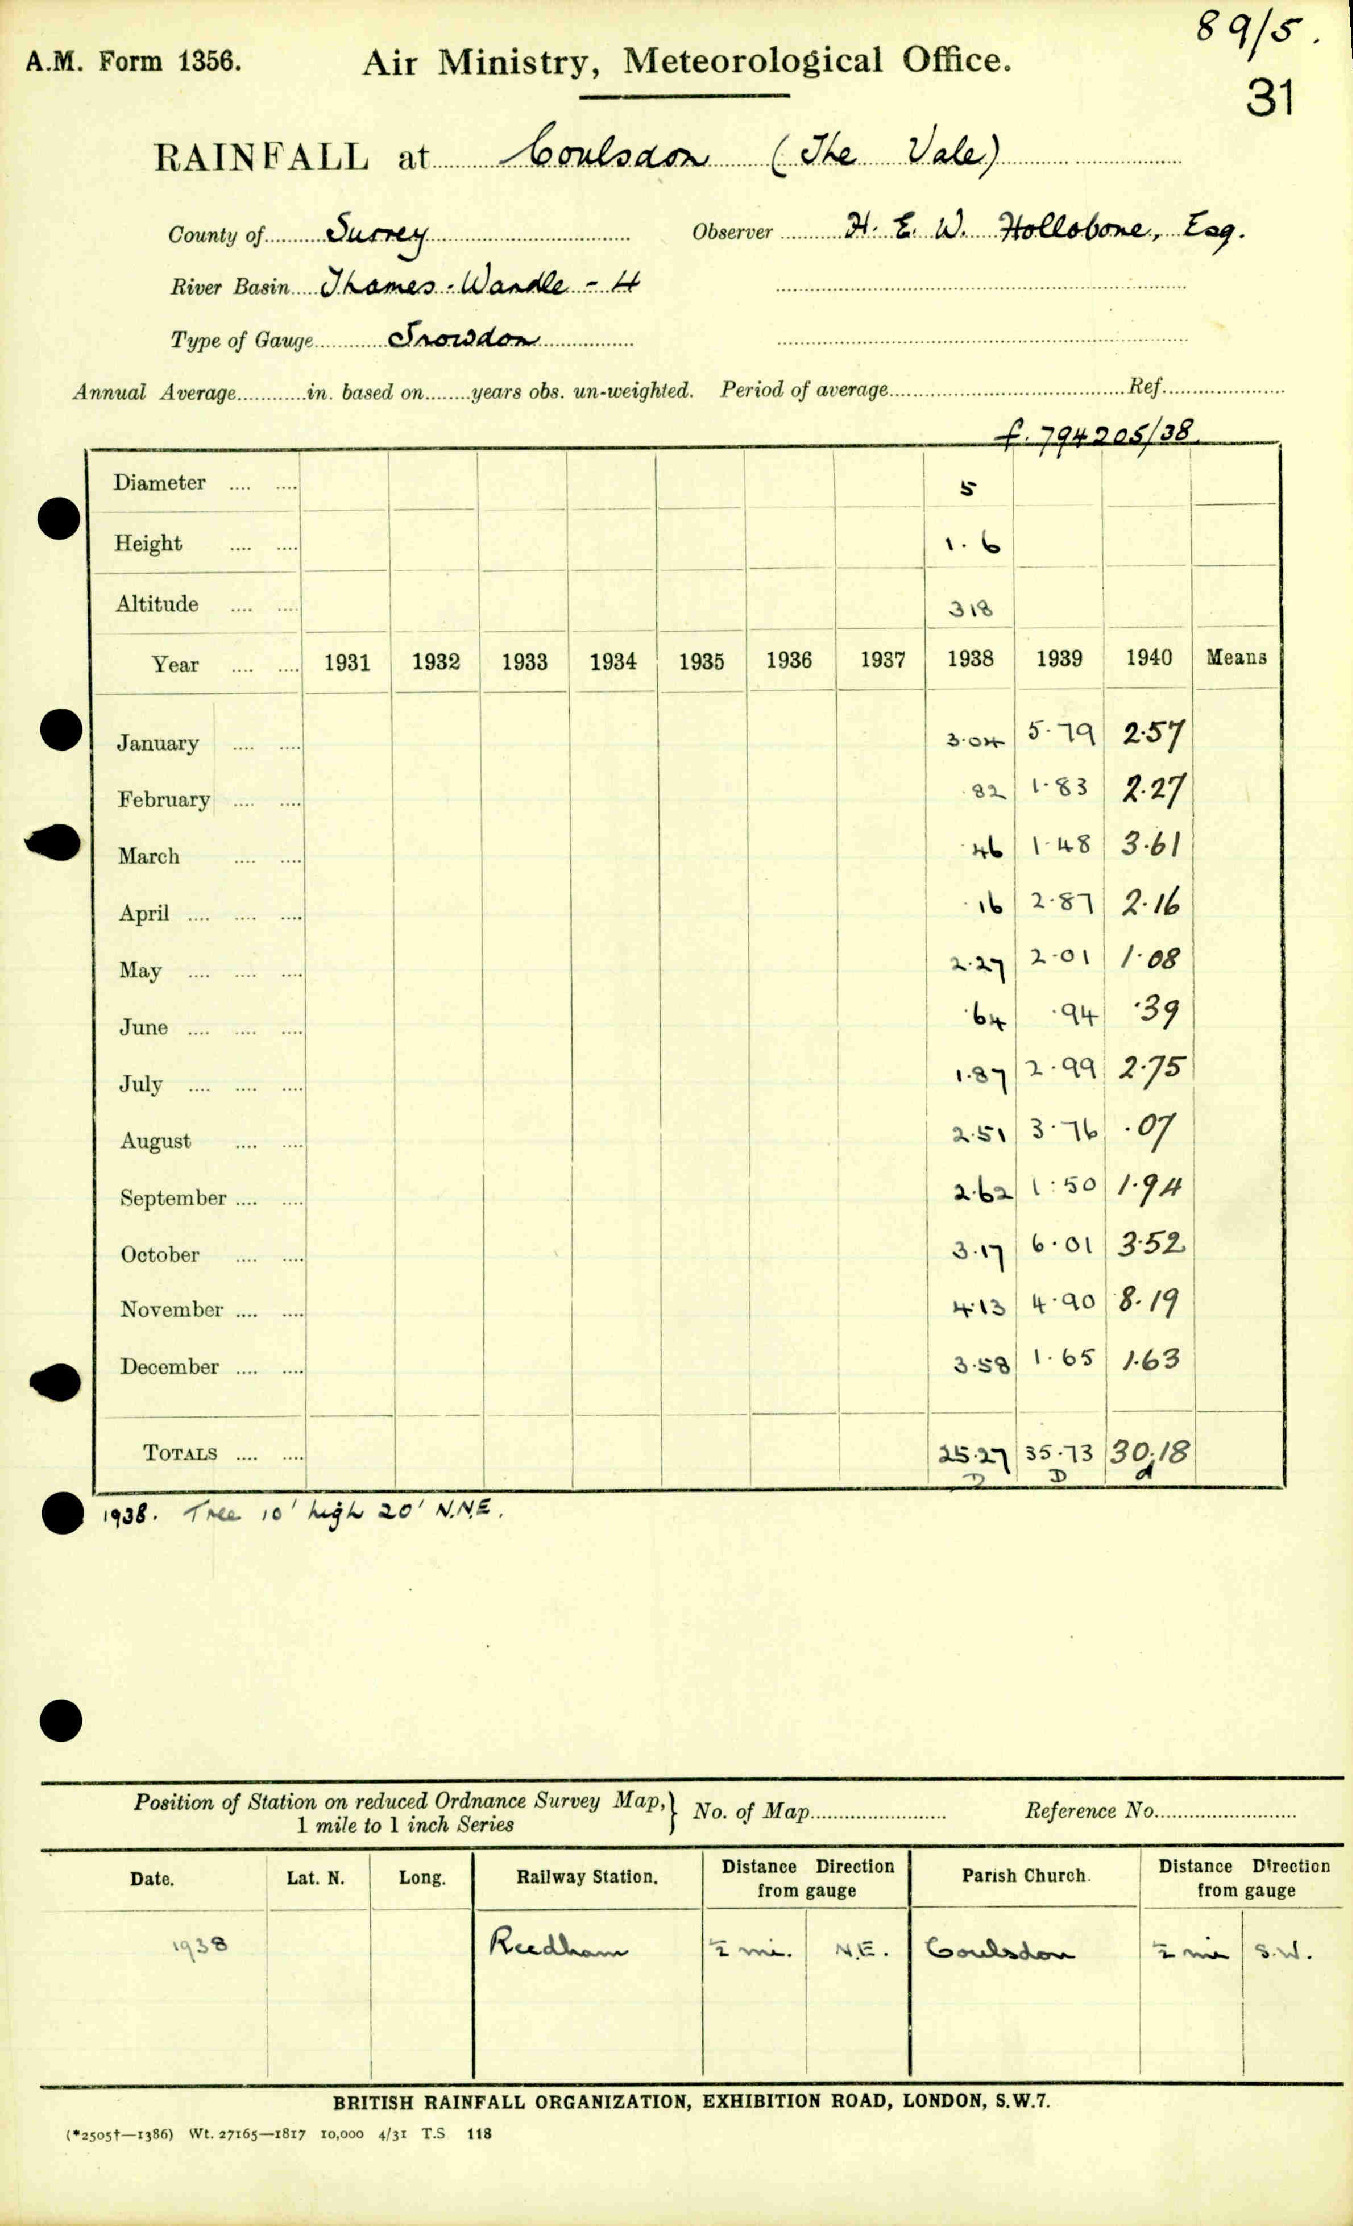 89/5.
A.M. Form 1356.
Air Ministry, Meteorological Office.
31
RAINFALL at Coulsdon (The Vale)
County of Surrey Observer H. E. W. Hollobone, Esq.
River Basin Thames - Wandle - 4
Type of Gauge Snowdon
Annual Average in. based on years obs. un-weighted. Period of average Ref.
f. 794205/38
Diameter .... .... 5
Height .... .... 1.6
Altitude .... .... 318
Year .... .... 1931 1932 1933 1934 1935 1936 1937 1938 1939 1940 Means
January .... .... 3.04 5.79 2.57
February .... .... .82 1.83 2.27
March .... .... .46 1.48 3.61
April .... .... .... .16 2.87 2.16
May .... .... .... 2.27 2.01 1.08
June .... .... .... .64 .94 .39
July .... .... .... 1.87 2.99 2.75
August .... .... 2.51 3.76 .07
September .... .... 2.62 1.50 1.94
October .... .... 3.17 6.01 3.52
November .... .... 4.13 4.90 8.19
December .... .... 3.58 1.65 1.63
TOTALS .... .... 25.27 35.73 30.18
D D d
1938. Tree 10' high 20' N.N.E.
Position of Station on reduced Ordnance Survey Map, } No. of Map Reference No.
1 mile to 1 inch Series
Date. Lat. N. Long. Railway Station. Distance Direction from gauge Parish Church. Distance Direction from gauge
1938 Reedham ½ mi. N.E. Coulsdon ½ mi S.W.
BRITISH RAINFALL ORGANIZATION, EXHIBITION ROAD, LONDON, S.W.7.
(*2505†—1386) Wt. 27165—1817 10,000 4/31 T.S 118